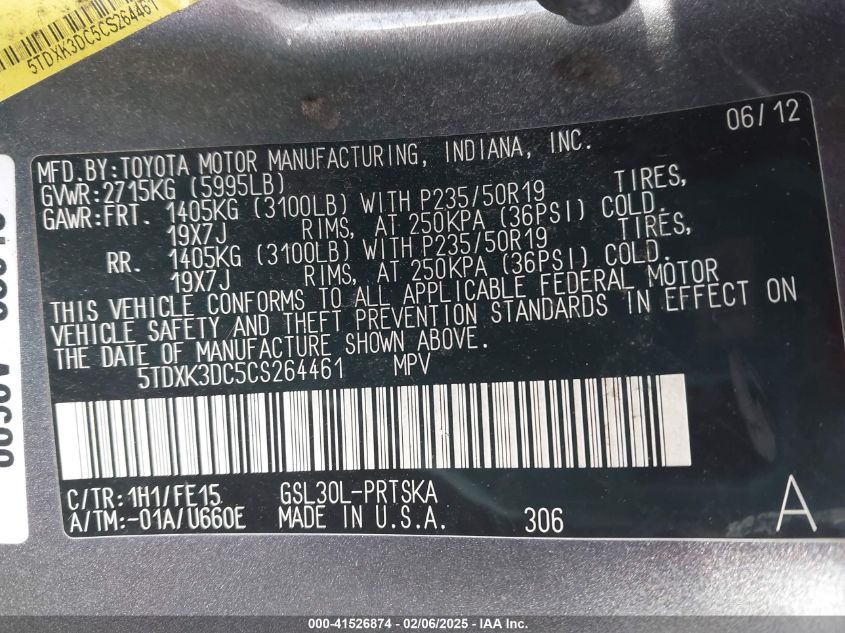 5TDXK3DC5CS264461
06/12
MFD.BY:TOYOTA MOTOR MANUFACTURING, INDIANA, INC.
GVWR:2715KG (5995LB)
GAWR:FRT. 1405KG (3100LB) WITH P235/50R19 TIRES,
19X7J RIMS, AT 250KPA (36PSI) COLD.
RR. 1405KG (3100LB) WITH P235/50R19 TIRES,
19X7J RIMS, AT 250KPA (36PSI) COLD.
THIS VEHICLE CONFORMS TO ALL APPLICABLE FEDERAL MOTOR
VEHICLE SAFETY AND THEFT PREVENTION STANDARDS IN EFFECT ON
THE DATE OF MANUFACTURE SHOWN ABOVE.
5TDXK3DC5CS264461 MPV
C/TR:1H1/FE15 GSL30L-PRTSKA
A/TM:-01A/U660E MADE IN U.S.A. 306 A
000-41526874 - 02/06/2025 - IAA Inc.